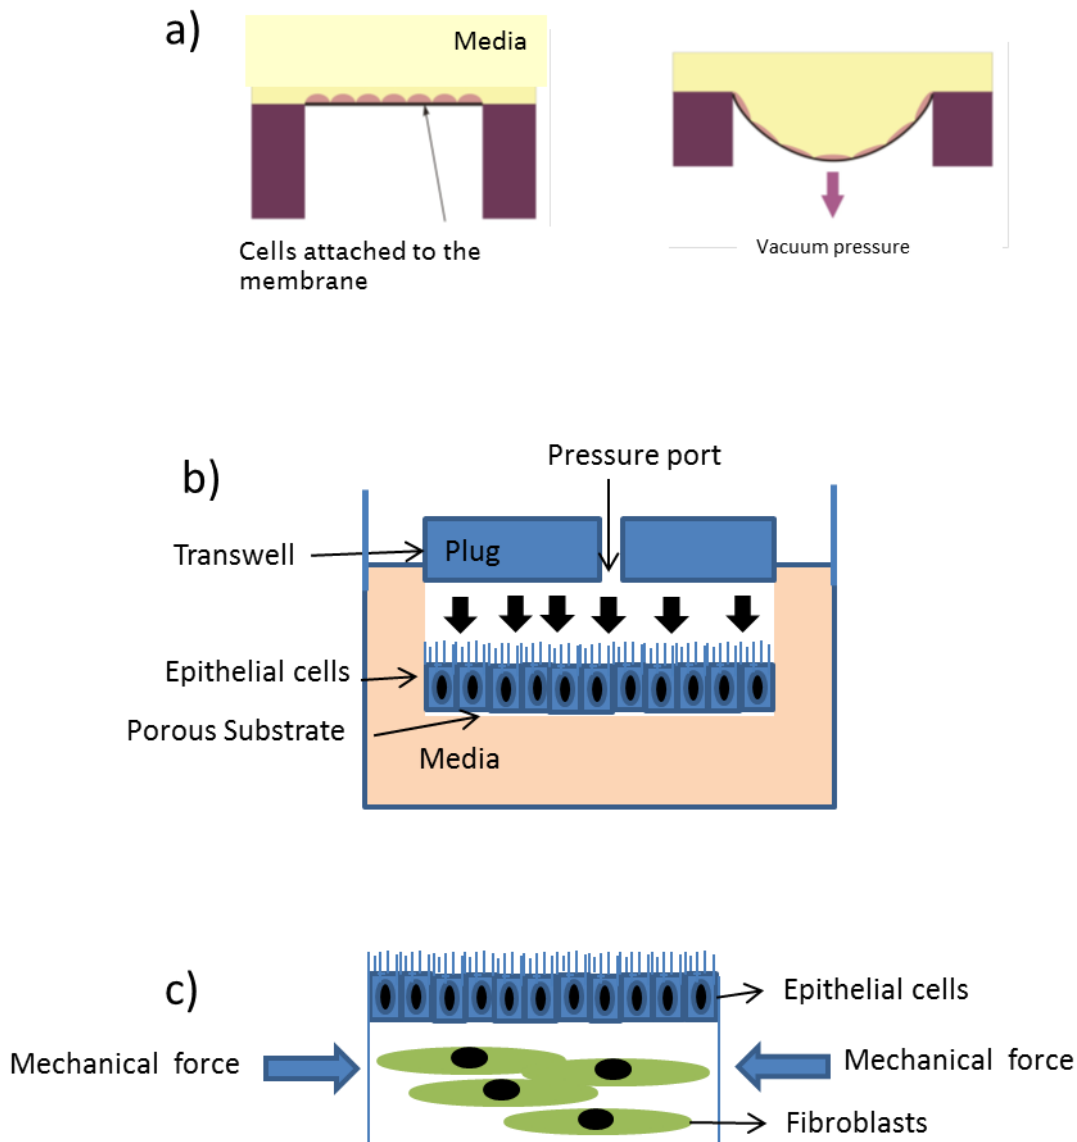 a)
Media
Cells attached to the
membrane
Vacuum pressure
b)
Pressure port
Transwell
Plug
Epithelial cells
Porous Substrate
Media
c)
Epithelial cells
Mechanical force
Mechanical force
Fibroblasts